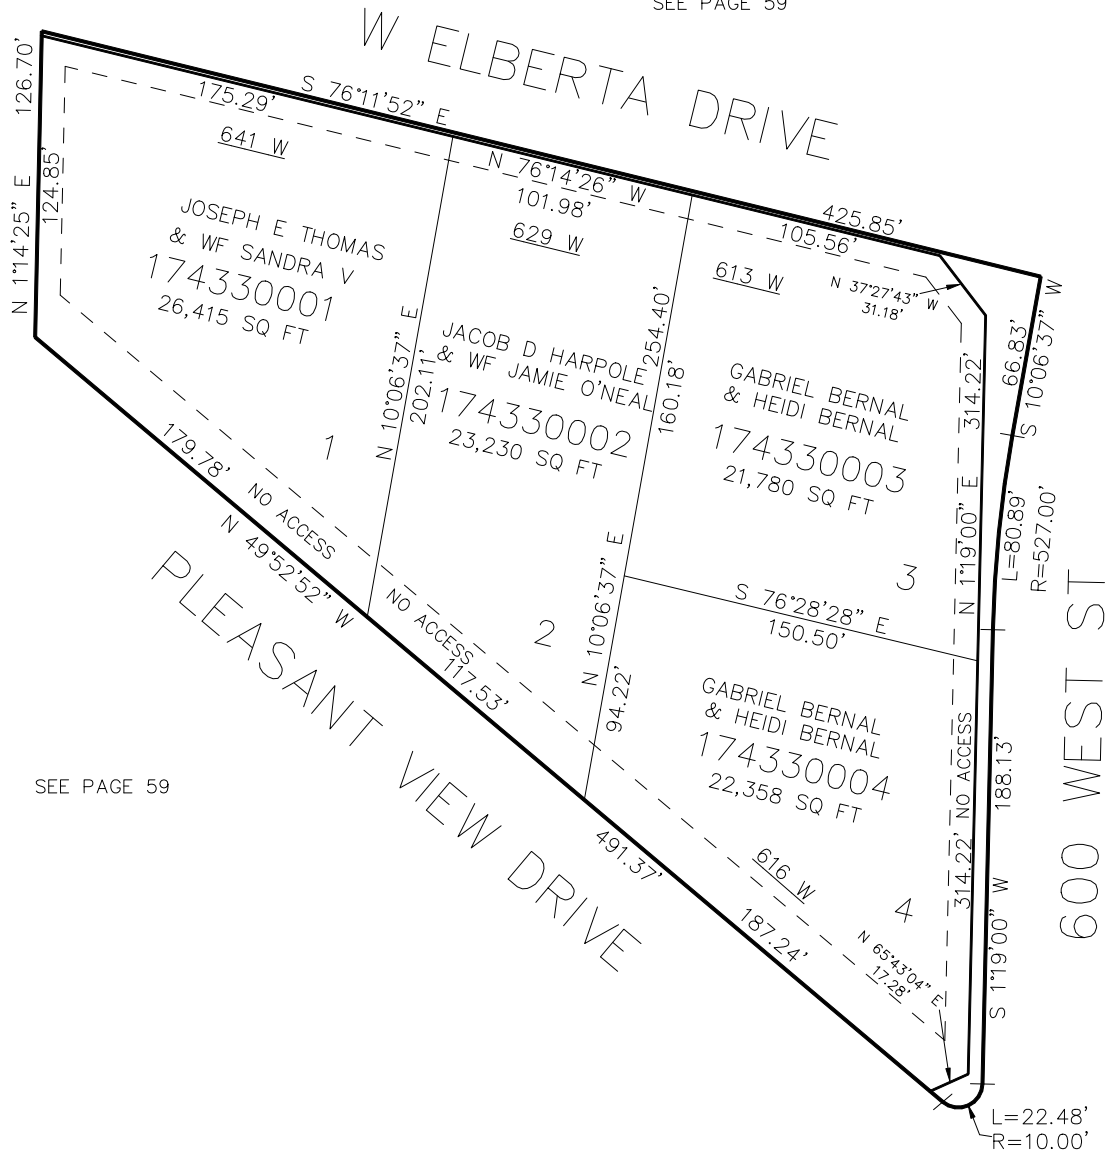 SEE PAGE 59
W ELBERTA DRIVE
126.70'
N 1°14'25" E
124.85'
175.29'
S 76°11'52" E
641 W
JOSEPH E THOMAS
& WF SANDRA V
174330001
26,415 SQ FT
1
N 76°14'26" W
101.98'
629 W
N 10°06'37" E
202.11'
JACOB D HARPOLE
& WF JAMIE O'NEAL
174330002
23,230 SQ FT
2
425.85'
105.56'
613 W
N 37°27'43" W
31.18'
254.40'
160.18'
N 10°06'37" E
94.22'
GABRIEL BERNAL
& HEIDI BERNAL
174330003
21,780 SQ FT
3
314.22'
N 1°19'00" E
66.83'
S 10°06'37" W
L=80.89'
R=527.00'
S 76°28'28" E
150.50'
GABRIEL BERNAL
& HEIDI BERNAL
174330004
22,358 SQ FT
616 W
4
N 65°43'04" E
17.28'
NO ACCESS
314.22'
188.13'
S 1°19'00" W
600 WEST ST
179.78'
NO ACCESS
N 49°52'52" W
NO ACCESS
117.53'
491.37'
187.24'
PLEASANT VIEW DRIVE
SEE PAGE 59
L=22.48'
R=10.00'